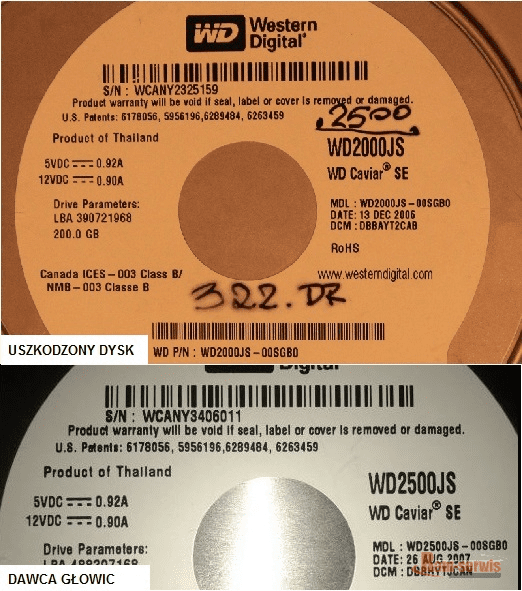 WD Western
Digital
S/N : WCANY2325159
Product warranty will be void if seal, label or cover is removed or damaged.
U.S. Patents: 6178056, 5956196,6289484, 6263459
.2500
Product of Thailand
WD2000JS
WD Caviar® SE
5VDC 0.92A
12VDC 0.90A
MDL : WD2000JS-00SGB0
DATE: 13 DEC 2006
DCM : DBBAYT2CAB
Drive Parameters:
LBA 390721968
200.0 GB
RoHS
Canada ICES-003 Class B/
NMB-003 Classe B
www.westerndigital.com
322.DR
USZKODZONY DYSK
WD P/N : WD2000JS-00SGB0
Digital
S/N : WCANY3406011
Product warranty will be void if seal, label or cover is removed or damaged.
U.S. Patents: 6178056, 5956196,6289484, 6263459
Product of Thailand
WD2500JS
WD Caviar® SE
5VDC 0.92A
12VDC 0.90A
MDL : WD2500JS-00SGB0
DATE: 26 AUG 2007
DCM :
Drive Parameters:
LBA 488397168
serwis
DAWCA GŁOWIC